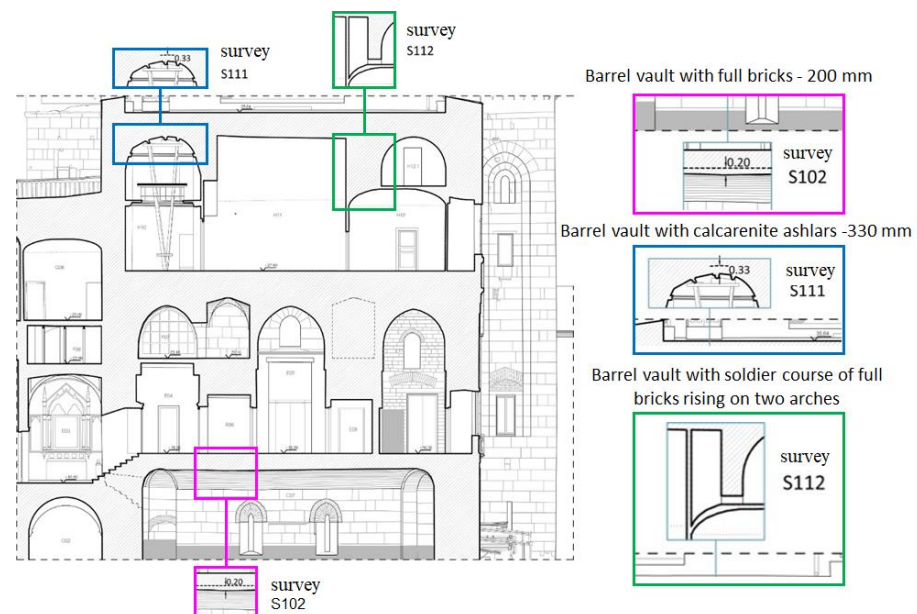 survey
S111
0.33
survey
S112
Barrel vault with full bricks - 200 mm
0.20
survey
S102
Barrel vault with calcarenite ashlars -330 mm
0.33
survey
S111
Barrel vault with soldier course of full
bricks rising on two arches
survey
S112
0.20
survey
S102